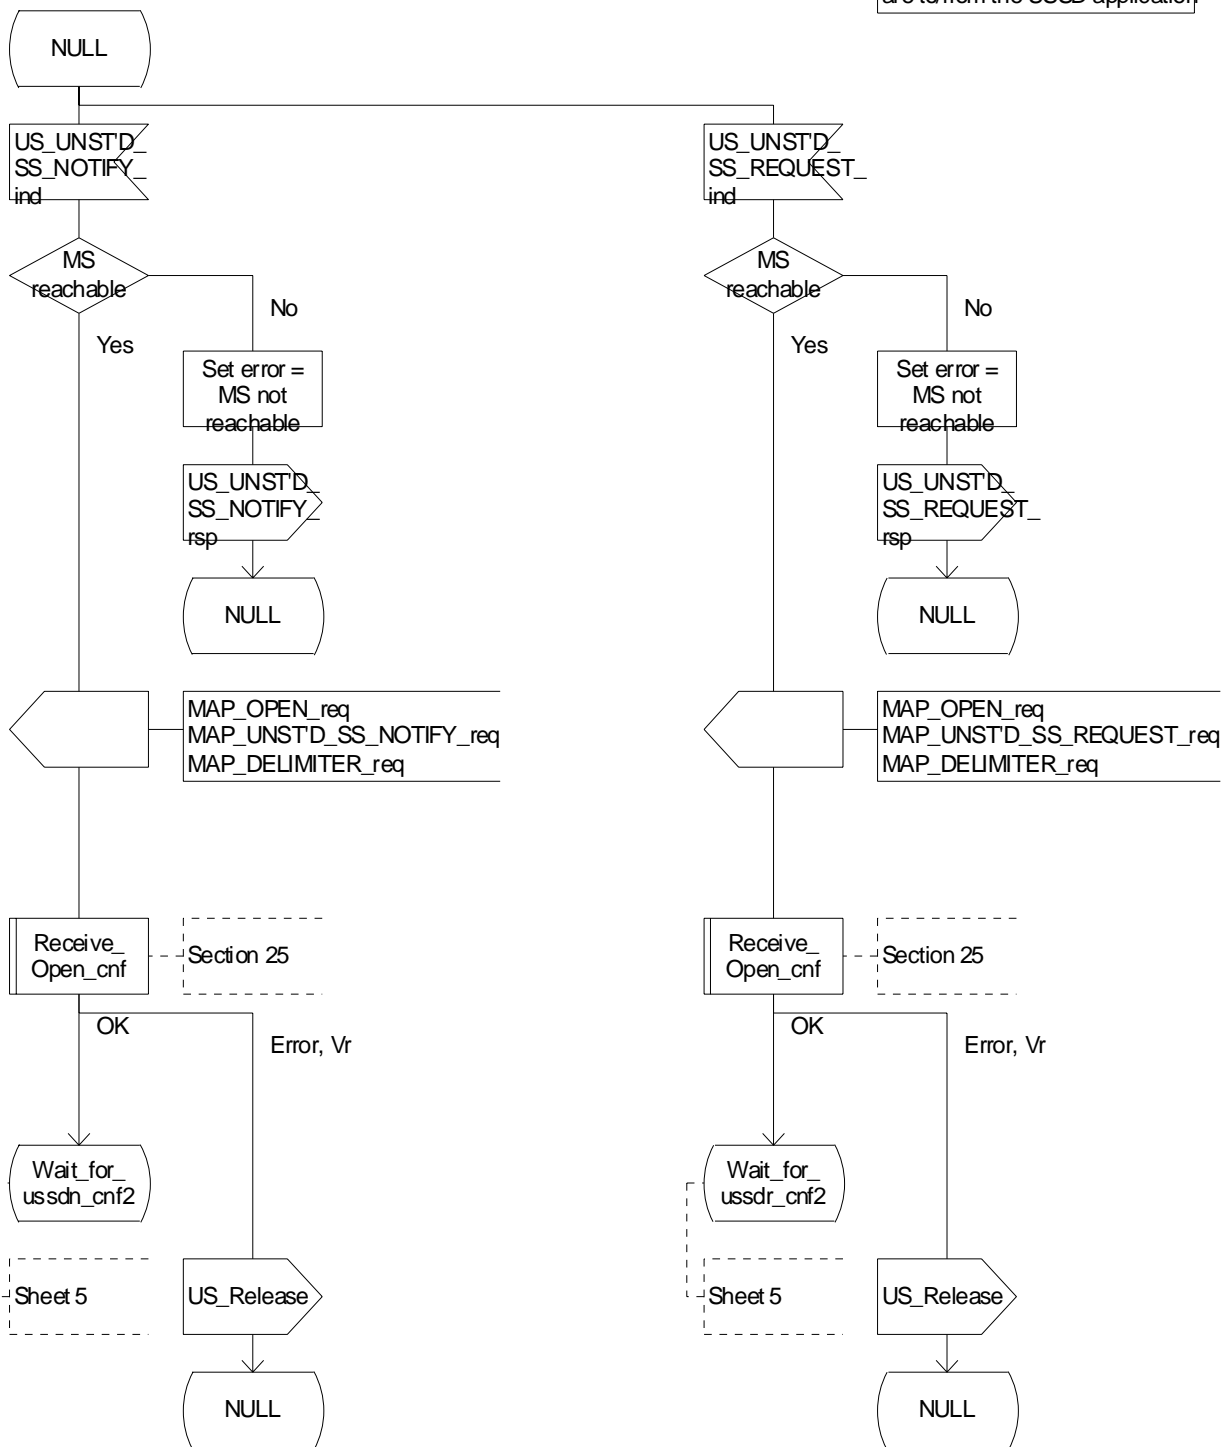 NULL
US_UNST'D_
SS_NOTIFY_
ind
MS
reachable
No
Yes
Set error =
MS not
reachable
US_UNST'D_
SS_NOTIFY_
rsp
NULL
MAP_OPEN_req
MAP_UNST'D_SS_NOTIFY_req
MAP_DELIMITER_req
Receive_
Open_cnf
Section 25
OK
Error, Vr
Wait_for_
ussdn_cnf2
Sheet 5
US_Release
NULL
are to/from the USSD application
US_UNST'D_
SS_REQUEST_
ind
MS
reachable
No
Yes
Set error =
MS not
reachable
US_UNST'D_
SS_REQUEST_
rsp
NULL
MAP_OPEN_req
MAP_UNST'D_SS_REQUEST_req
MAP_DELIMITER_req
Receive_
Open_cnf
Section 25
OK
Error, Vr
Wait_for_
ussdr_cnf2
Sheet 5
US_Release
NULL